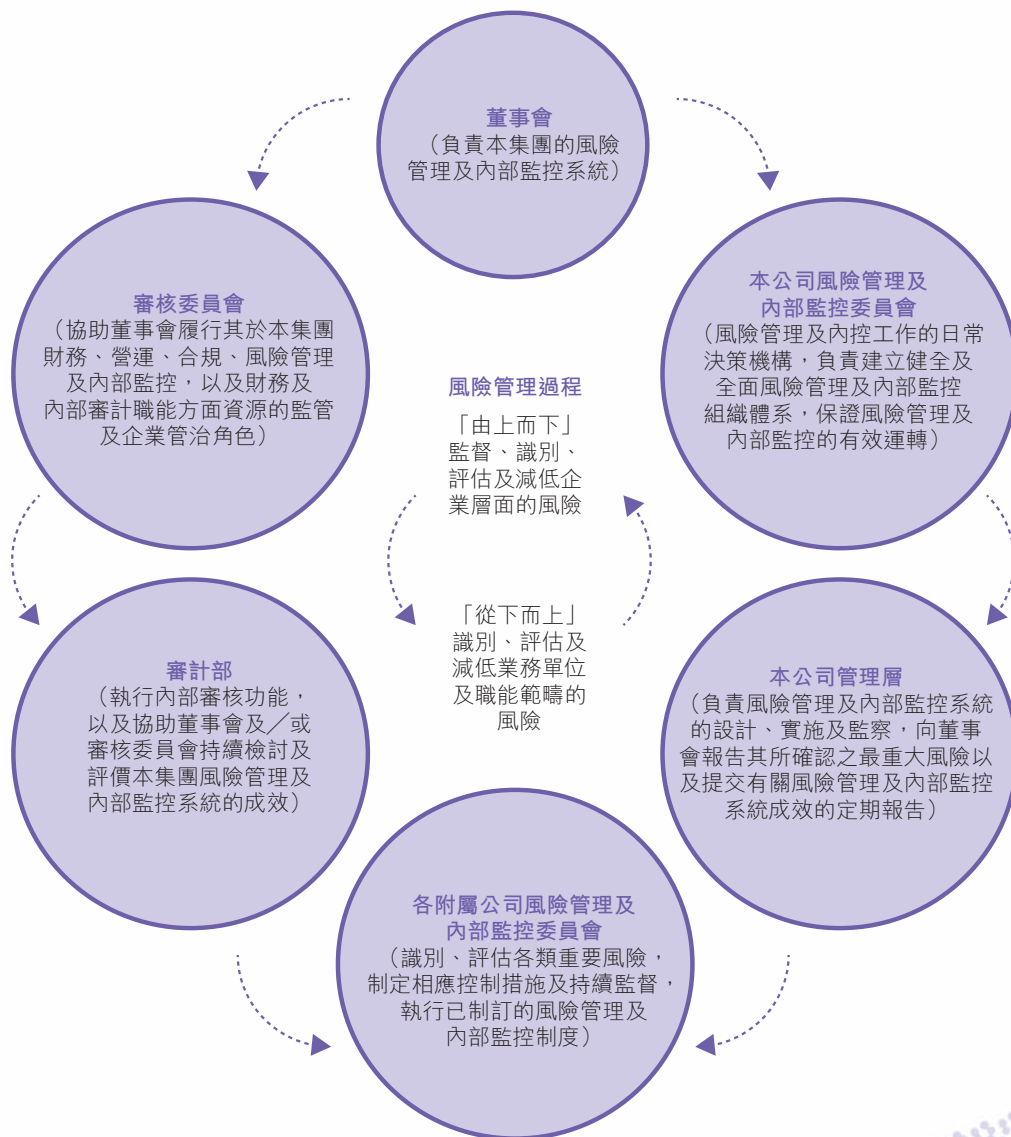 董事會
（負責本集團的風險
管理及內部監控系統）
審核委員會
（協助董事會履行其於本集團
財務、營運、合規、風險管理
及內部監控，以及財務及
內部審計職能方面資源的監管
及企業管治角色）
本公司風險管理及
內部監控委員會
（風險管理及內控工作的日常
決策機構，負責建立健全及
全面風險管理及內部監控
組織體系，保證風險管理及
內部監控的有效運轉）
風險管理過程
「由上而下」
監督、識別、
評估及減低企
業層面的風險
「從下而上」
識別、評估及
減低業務單位
及職能範疇的
風險
審計部
（執行內部審核功能，
以及協助董事會及／或
審核委員會持續檢討及
評價本集團風險管理及
內部監控系統的成效）
本公司管理層
（負責風險管理及內部監控系統
的設計、實施及監察，向董事
會報告其所確認之最重大風險以
及提交有關風險管理及內部監控
系統成效的定期報告）
各附屬公司風險管理及
內部監控委員會
（識別、評估各類重要風險，
制定相應控制措施及持續監督，
執行已制訂的風險管理及
內部監控制度）